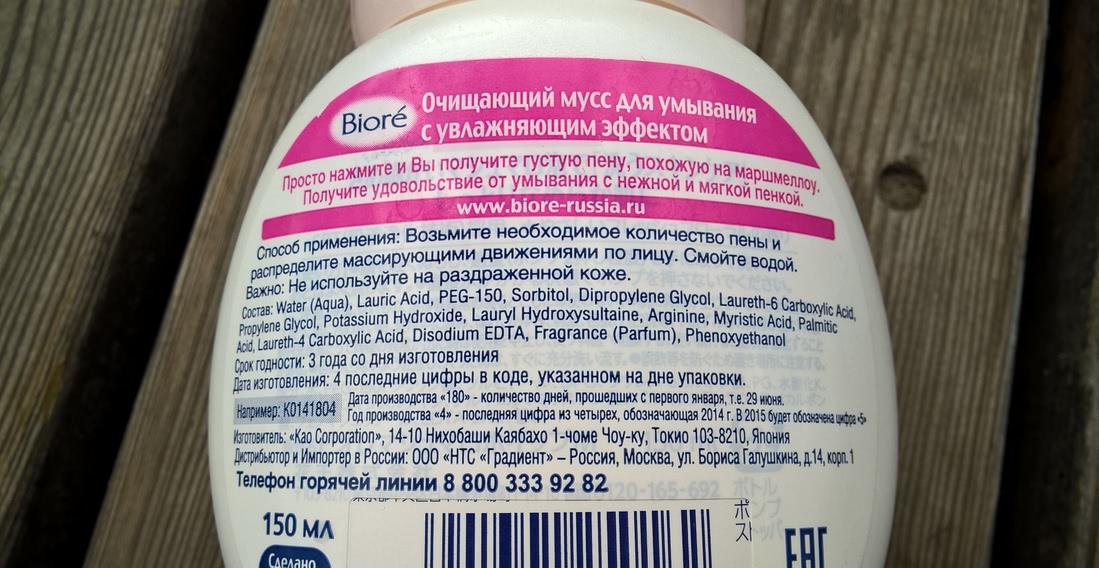 Bioré
Очищающий мусс для умывания
с увлажняющим эффектом
Просто нажмите и Вы получите густую пену, похожую на маршмеллоу.
Получите удовольствие от умывания с нежной и мягкой пенкой.
www.biore-russia.ru
Способ применения: Возьмите необходимое количество пены и
распределите массирующими движениями по лицу. Смойте водой.
Важно: Не используйте на раздраженной коже.
Состав: Water (Aqua), Lauric Acid, PEG-150, Sorbitol, Dipropylene Glycol, Laureth-6 Carboxylic Acid,
Propylene Glycol, Potassium Hydroxide, Lauryl Hydroxysultaine, Arginine, Myristic Acid, Palmitic
Acid, Laureth-4 Carboxylic Acid, Disodium EDTA, Fragrance (Parfum), Phenoxyethanol
Срок годности: 3 года со дня изготовления
Дата изготовления: 4 последние цифры в коде, указанном на дне упаковки.
Например: K0141804
Дата производства «180» - количество дней, прошедших с первого января, т.е. 29 июня.
Год производства «4» - последняя цифра из четырех, обозначающая 2014 г. В 2015 будет обозначена цифра «5»
Изготовитель: «Као Corporation», 14-10 Нихобаши Каябахо 1-чоме Чоу-ку, Токио 103-8210, Япония
Дистрибьютор и Импортер в России: ООО «НТС «Градиент» – Россия, Москва, ул. Бориса Галушкина, д.14, корп.1
Телефон горячей линии 8 800 333 92 82
150 мл
Сделано
EAC